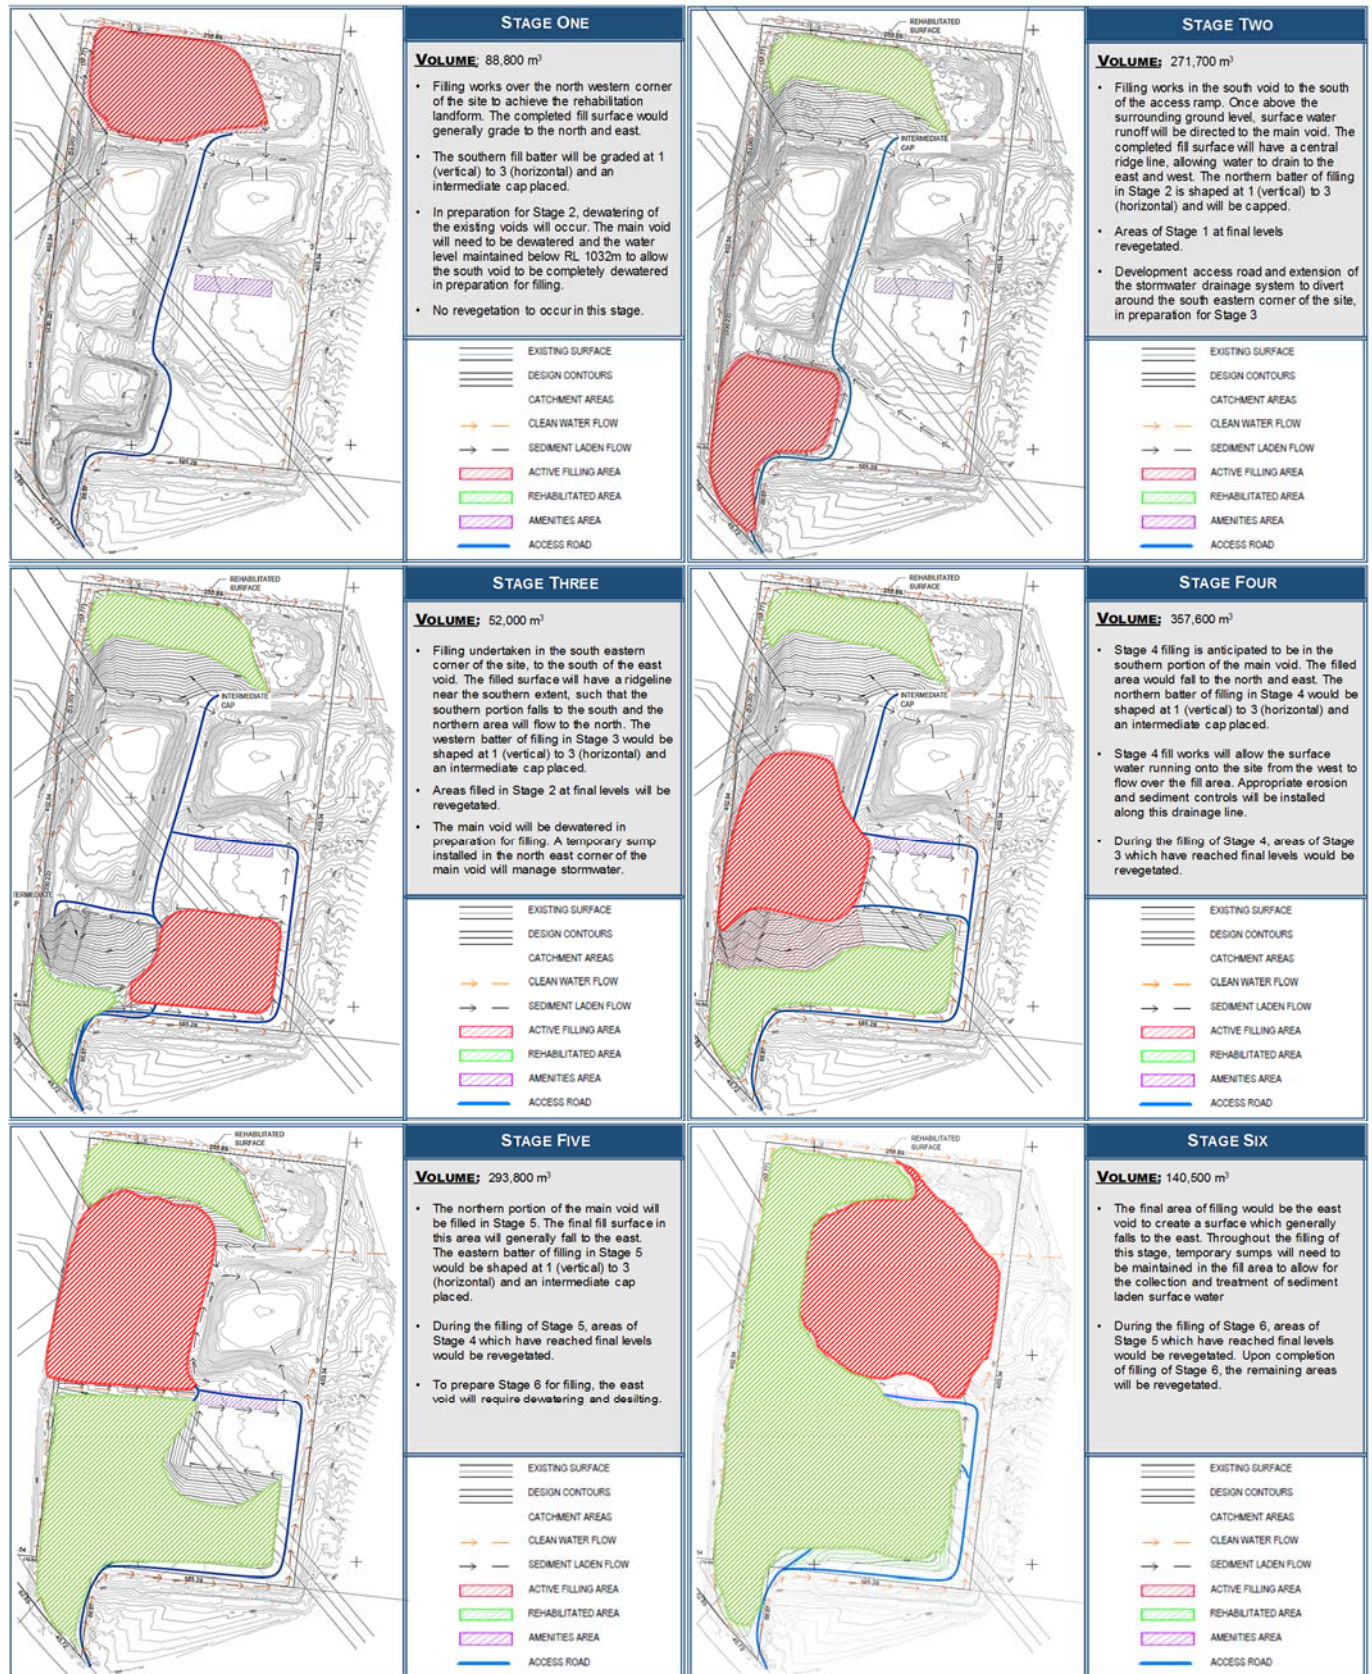 STAGE ONE
VOLUME: 88,800 m³
• Filling works over the north western corner
of the site to achieve the rehabilitation
landform. The completed fill surface would
generally grade to the north and east.
• The southern fill batter will be graded at 1
(vertical) to 3 (horizontal) and an
intermediate cap placed.
• In preparation for Stage 2, dewatering of
the existing voids will occur. The main void
will need to be dewatered and the water
level maintained below RL 1032m to allow
the south void to be completely dewatered
in preparation for filling.
• No revegetation to occur in this stage.
EXISTING SURFACE
DESIGN CONTOURS
CATCHMENT AREAS
CLEAN WATER FLOW
SEDIMENT LADEN FLOW
ACTIVE FILLING AREA
REHABILITATED AREA
AMENITIES AREA
ACCESS ROAD
REHABILITATED
SURFACE
INTERMEDIATE
CAP
STAGE TWO
VOLUME: 271,700 m³
• Filling works in the south void to the south
of the access ramp. Once above the
surrounding ground level, surface water
runoff will be directed to the main void. The
completed fill surface will have a central
ridge line, allowing water to drain to the
east and west. The northern batter of filling
in Stage 2 is shaped at 1 (vertical) to 3
(horizontal) and will be capped.
• Areas of Stage 1 at final levels
revegetated.
• Development access road and extension of
the stormwater drainage system to divert
around the south eastern corner of the site,
in preparation for Stage 3
EXISTING SURFACE
DESIGN CONTOURS
CATCHMENT AREAS
CLEAN WATER FLOW
SEDIMENT LADEN FLOW
ACTIVE FILLING AREA
REHABILITATED AREA
AMENITIES AREA
ACCESS ROAD
REHABILITATED
SURFACE
INTERMEDIATE
CAP
STAGE THREE
VOLUME: 52,000 m³
• Filling undertaken in the south eastern
corner of the site, to the south of the east
void. The filled surface will have a ridgeline
near the southern extent, such that the
southern portion falls to the south and the
northern area will flow to the north. The
western batter of filling in Stage 3 would be
shaped at 1 (vertical) to 3 (horizontal) and
an intermediate cap placed.
• Areas filled in Stage 2 at final levels will be
revegetated.
• The main void will be dewatered in
preparation for filling. A temporary sump
installed in the north east corner of the
main void will manage stormwater.
EXISTING SURFACE
DESIGN CONTOURS
CATCHMENT AREAS
CLEAN WATER FLOW
SEDIMENT LADEN FLOW
ACTIVE FILLING AREA
REHABILITATED AREA
AMENITIES AREA
ACCESS ROAD
REHABILITATED
SURFACE
INTERMEDIATE
CAP
STAGE FOUR
VOLUME: 357,600 m³
• Stage 4 filling is anticipated to be in the
southern portion of the main void. The filled
area would fall to the north and east. The
northern batter of filling in Stage 4 would be
shaped at 1 (vertical) to 3 (horizontal) and
an intermediate cap placed.
• Stage 4 fill works will allow the surface
water running onto the site from the west to
flow over the fill area. Appropriate erosion
and sediment controls will be installed
along this drainage line.
• During the filling of Stage 4, areas of Stage
3 which have reached final levels would be
revegetated.
EXISTING SURFACE
DESIGN CONTOURS
CATCHMENT AREAS
CLEAN WATER FLOW
SEDIMENT LADEN FLOW
ACTIVE FILLING AREA
REHABILITATED AREA
AMENITIES AREA
ACCESS ROAD
REHABILITATED
SURFACE
STAGE FIVE
VOLUME: 293,800 m³
• The northern portion of the main void will
be filled in Stage 5. The final fill surface in
this area will generally fall to the east.
The eastern batter of filling in Stage 5
would be shaped at 1 (vertical) to 3
(horizontal) and an intermediate cap
placed.
• During the filling of Stage 5, areas of
Stage 4 which have reached final levels
would be revegetated.
• To prepare Stage 6 for filling, the east
void will require dewatering and desilting.
EXISTING SURFACE
DESIGN CONTOURS
CATCHMENT AREAS
CLEAN WATER FLOW
SEDIMENT LADEN FLOW
ACTIVE FILLING AREA
REHABILITATED AREA
AMENITIES AREA
ACCESS ROAD
REHABILITATED
SURFACE
STAGE SIX
VOLUME: 140,500 m³
• The final area of filling would be the east
void to create a surface which generally
falls to the east. Throughout the filling of
this stage, temporary sumps will need to
be maintained in the fill area to allow for
the collection and treatment of sediment
laden surface water
• During the filling of Stage 6, areas of
Stage 5 which have reached final levels
would be revegetated. Upon completion
of filling of Stage 6, the remaining areas
will be revegetated.
EXISTING SURFACE
DESIGN CONTOURS
CATCHMENT AREAS
CLEAN WATER FLOW
SEDIMENT LADEN FLOW
ACTIVE FILLING AREA
REHABILITATED AREA
AMENITIES AREA
ACCESS ROAD